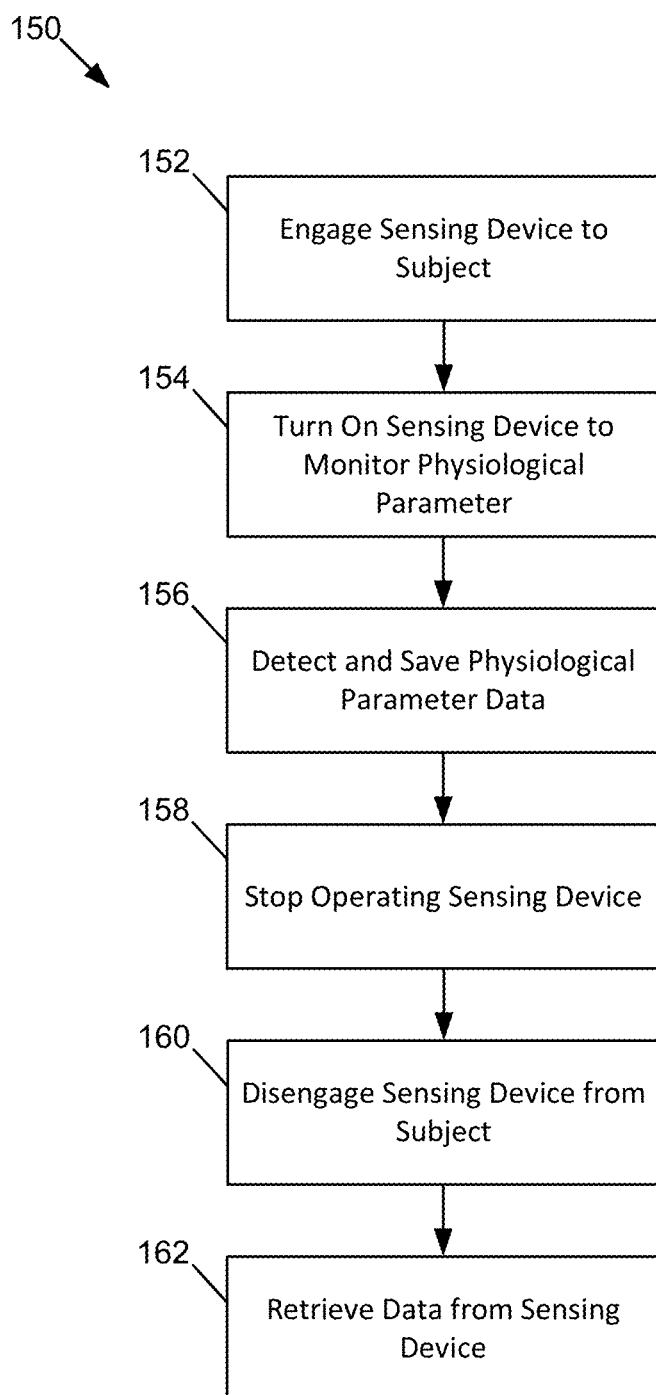 150
152
Engage Sensing Device to
Subject
154
Turn On Sensing Device to
Monitor Physiological
Parameter
156
Detect and Save Physiological
Parameter Data
158
Stop Operating Sensing Device
160
Disengage Sensing Device from
Subject
162
Retrieve Data from Sensing
Device